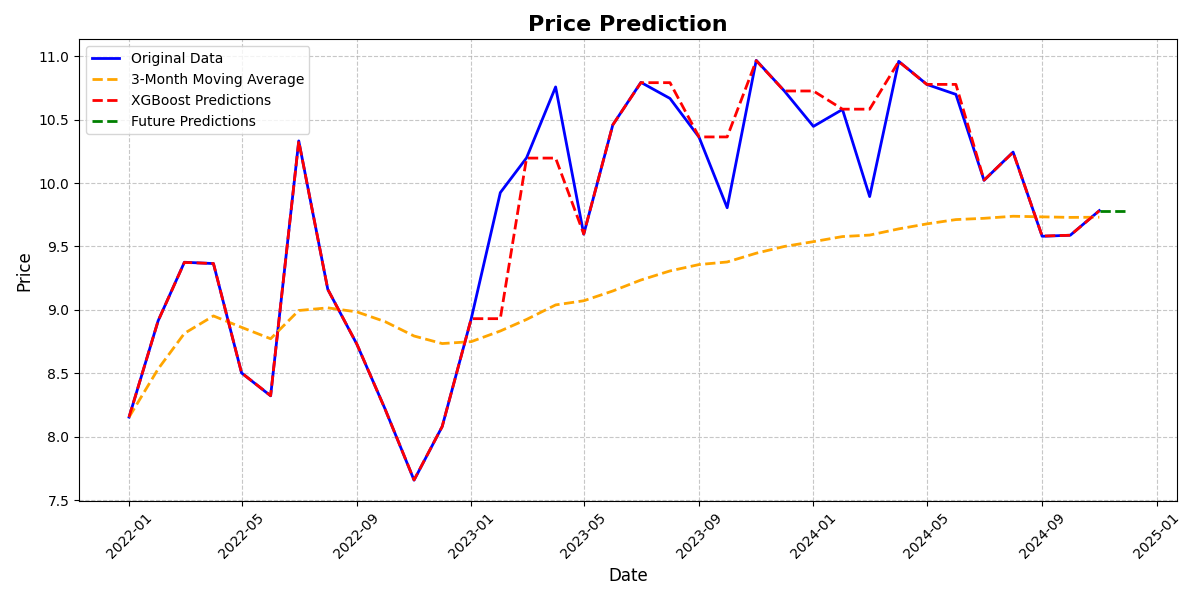 Price Prediction
Original Data
3-Month Moving Average
XGBoost Predictions
Future Predictions
Price
11.0
10.5
10.0
9.5
9.0
8.5
8.0
7.5
2022-01
2022-05
2022-09
2023-01
2023-05
2023-09
2024-01
2024-05
2024-09
2025-01
Date